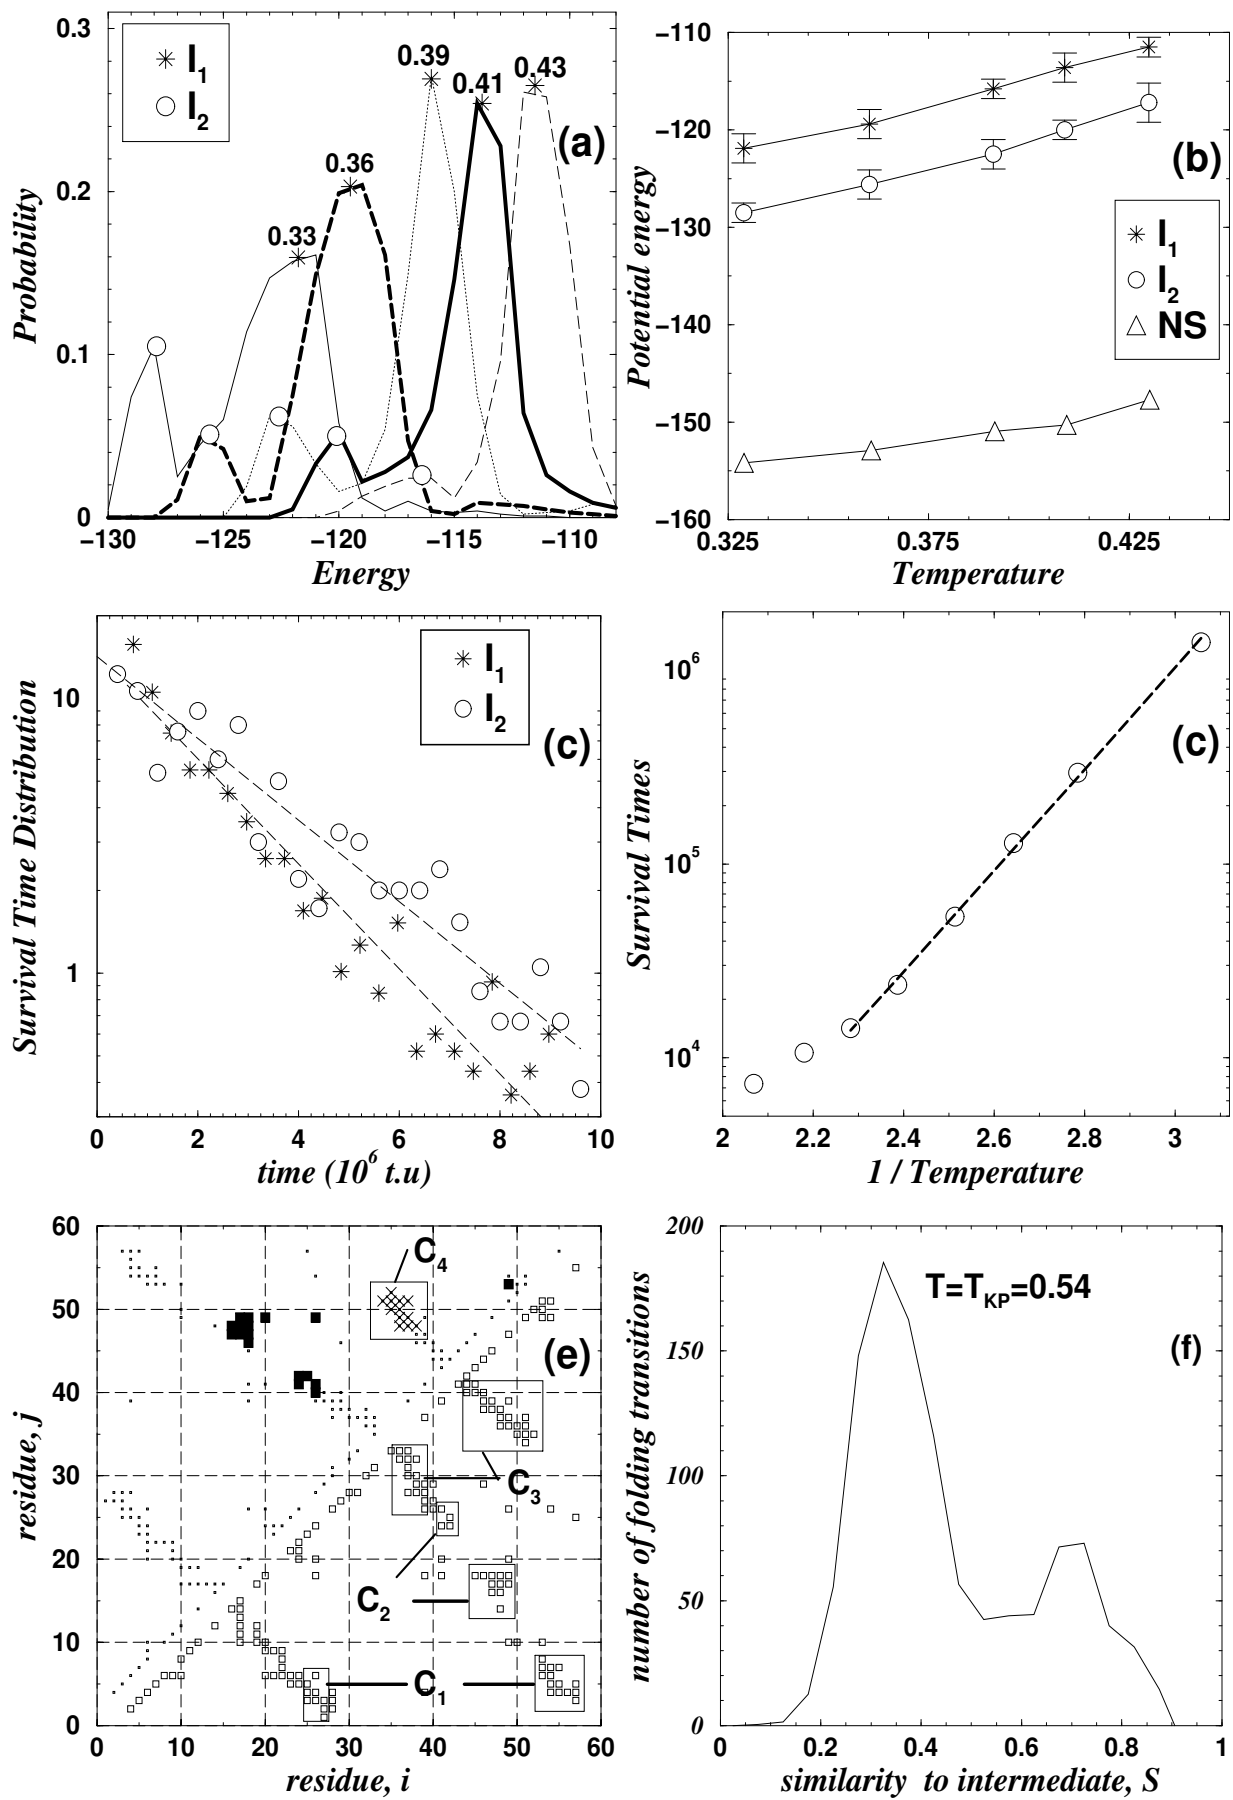 0.3
0.2
0.1
0
Probability
I1
I2
0.33
0.36
0.39
0.41
0.43
(a)
−130
−125
−120
−115
−110
Energy
−110
−120
−130
−140
−150
−160
Potential energy
(b)
I1
I2
NS
0.325
0.375
0.425
Temperature
10
1
Survival Time Distribution
I1
I2
(c)
0
2
4
6
8
10
time (10^6 t.u)
10^6
10^5
10^4
Survival Times
(c)
2
2.2
2.4
2.6
2.8
3
1 / Temperature
60
50
40
30
20
10
0
residue, j
C4
(e)
C3
C2
C1
0
10
20
30
40
50
60
residue, i
200
150
100
50
0
number of folding transitions
T=TKP=0.54
(f)
0
0.2
0.4
0.6
0.8
1
similarity to intermediate, S